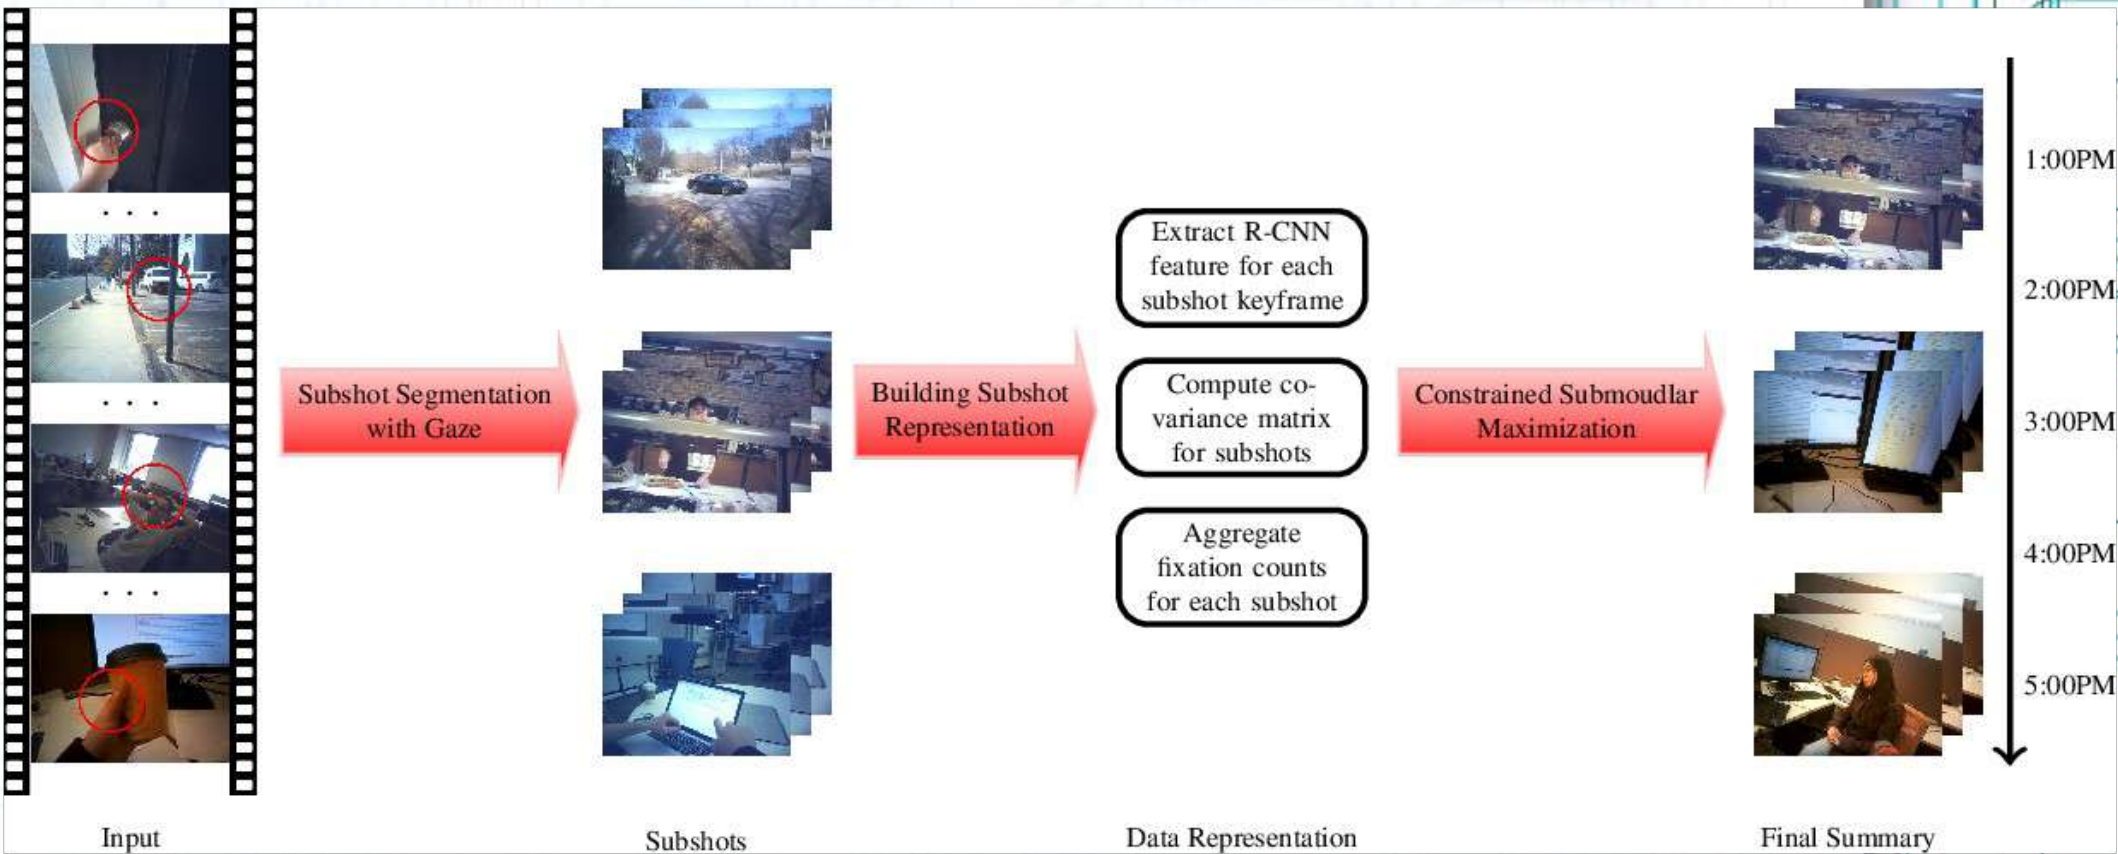 Subshot Segmentation
with Gaze
Building Subshot
Representation
Extract R-CNN
feature for each
subshot keyframe
Compute co-
variance matrix
for subshots
Aggregate
fixation counts
for each subshot
Constrained Submoudlar
Maximization
1:00PM
2:00PM
3:00PM
4:00PM
5:00PM
Input
Subshots
Data Representation
Final Summary